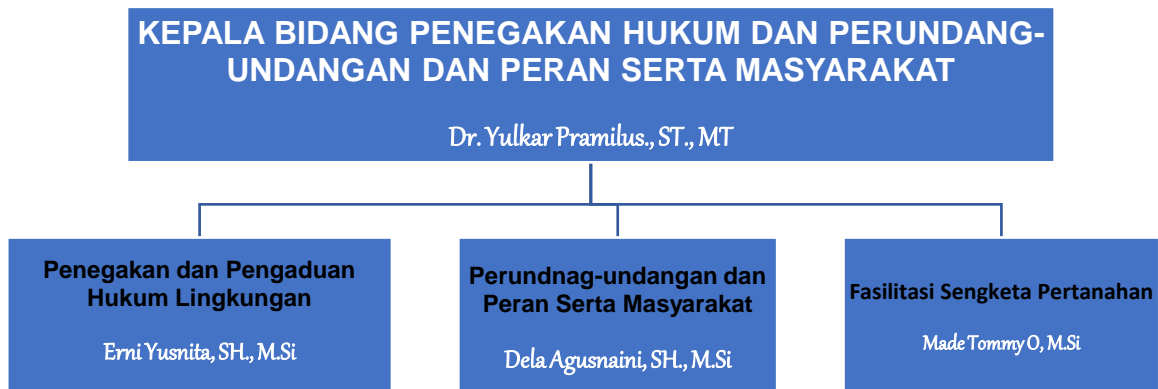 KEPALA BIDANG PENEGAKAN HUKUM DAN PERUNDANG-
UNDANGAN DAN PERAN SERTA MASYARAKAT
Dr. Yulkar Pramilus., ST., MT
Penegakan dan Pengaduan
Hukum Lingkungan
Erni Yusnita, SH., M.Si
Perundnag-undangan dan
Peran Serta Masyarakat
Dela Agusnaini, SH., M.Si
Fasilitasi Sengketa Pertanahan
Made Tommy O, M.Si